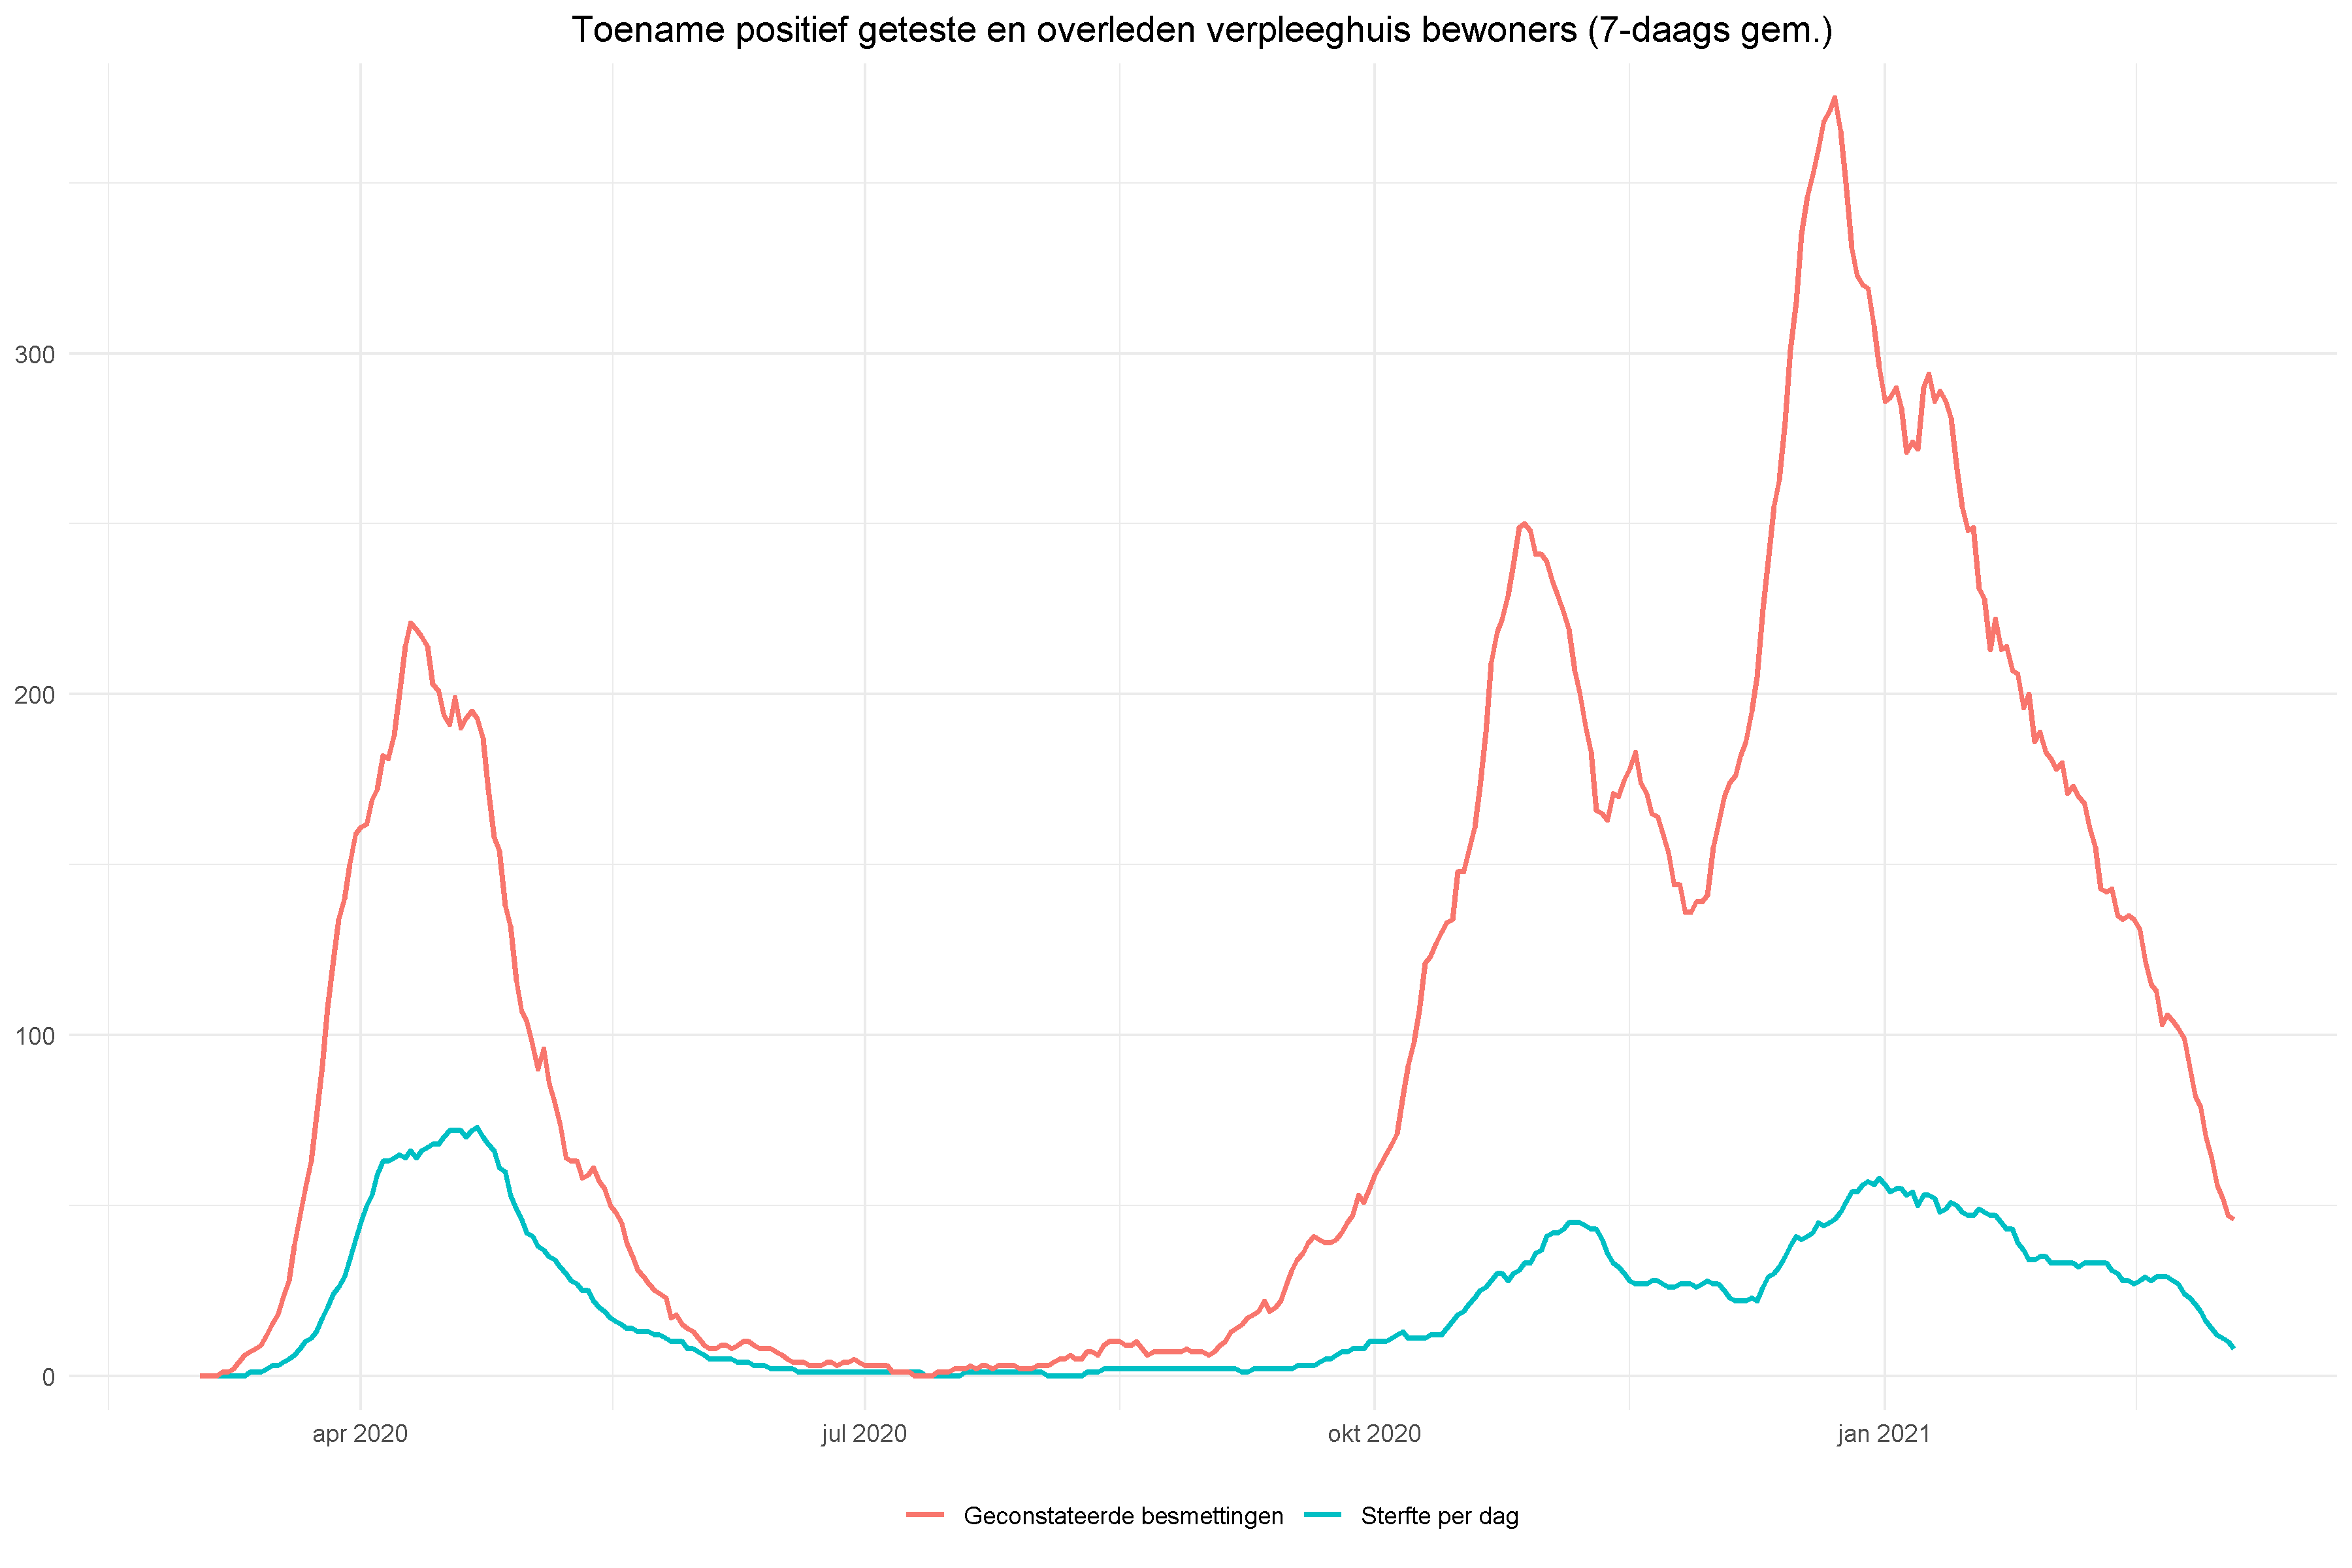 Toename positief geteste en overleden verpleeghuis bewoners (7-daags gem.)
300
200
100
0
apr 2020 jul 2020 okt 2020 jan 2021
Geconstateerde besmettingen Sterfte per dag